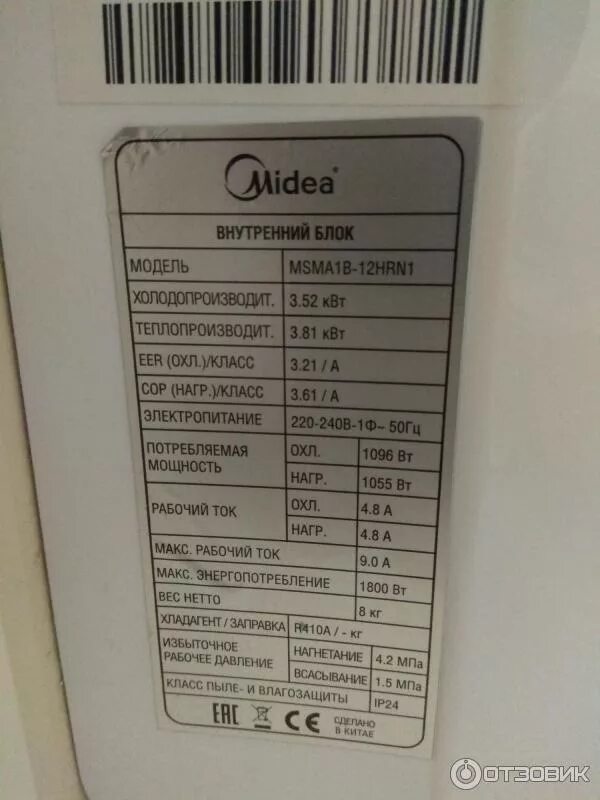 Midea
ВНУТРЕННИЙ БЛОК
МОДЕЛЬ MSMA1B-12HRN1
ХОЛОДОПРОИЗВОДИТ. 3.52 кВт
ТЕПЛОПРОИЗВОДИТ. 3.81 кВт
EER (ОХЛ.)/КЛАСС 3.21 / A
COP (НАГР.)/КЛАСС 3.61 / A
ЭЛЕКТРОПИТАНИЕ 220-240В-1Ф~ 50Гц
ПОТРЕБЛЯЕМАЯ МОЩНОСТЬ ОХЛ. 1096 Вт
НАГР. 1055 Вт
РАБОЧИЙ ТОК ОХЛ. 4.8 А
НАГР. 4.8 А
МАКС. РАБОЧИЙ ТОК 9.0 А
МАКС. ЭНЕРГОПОТРЕБЛЕНИЕ 1800 Вт
ВЕС НЕТТО 8 кг
ХЛАДАГЕНТ / ЗАПРАВКА R410A / - кг
ИЗБЫТОЧНОЕ РАБОЧЕЕ ДАВЛЕНИЕ НАГНЕТАНИЕ 4.2 МПа
ВСАСЫВАНИЕ 1.5 МПа
КЛАСС ПЫЛЕ- И ВЛАГОЗАЩИТЫ IP24
EAC CE СДЕЛАНО
В КИТАЕ
ОТЗОВИК